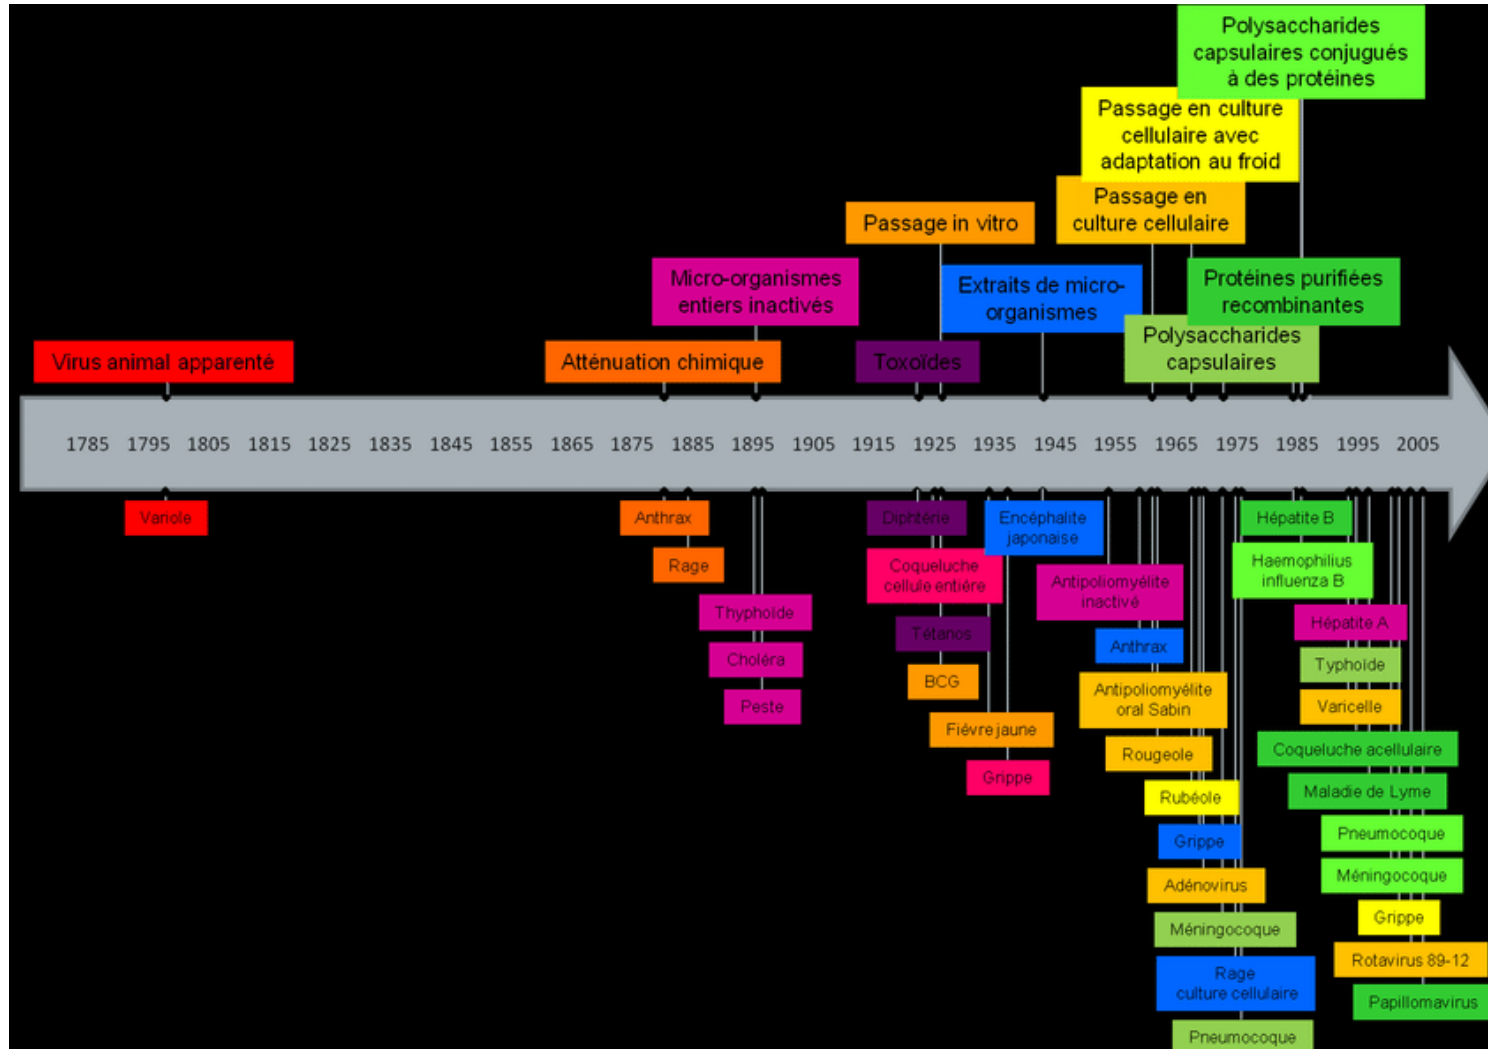 Polysaccharides
capsulaires conjugués
à des protéines
Passage en culture
cellulaire avec
adaptation au froid
Passage en
culture cellulaire
Passage in vitro
Micro-organismes
entiers inactivés
Extraits de micro-
organismes
Protéines purifiées
recombinantes
Virus animal apparenté
Atténuation chimique
Toxoïdes
Polysaccharides
capsulaires
1785 1795 1805 1815 1825 1835 1845 1855 1865 1875 1885 1895 1905 1915 1925 1935 1945 1955 1965 1975 1985 1995 2005
Variole
Anthrax
Rage
Thyphoïde
Choléra
Peste
Diphtérie
Coqueluche
cellule entière
Tétanos
BCG
Fièvre jaune
Grippe
Encéphalite
japonaise
Antipoliomyélite
inactivé
Anthrax
Antipoliomyélite
oral Sabin
Rougeole
Rubéole
Grippe
Adénovirus
Méningocoque
Rage
culture cellulaire
Pneumocoque
Hépatite B
Haemophilius
influenza B
Hépatite A
Typhoïde
Varicelle
Coqueluche acellulaire
Maladie de Lyme
Pneumocoque
Méningocoque
Grippe
Rotavirus 89-12
Papillomavirus